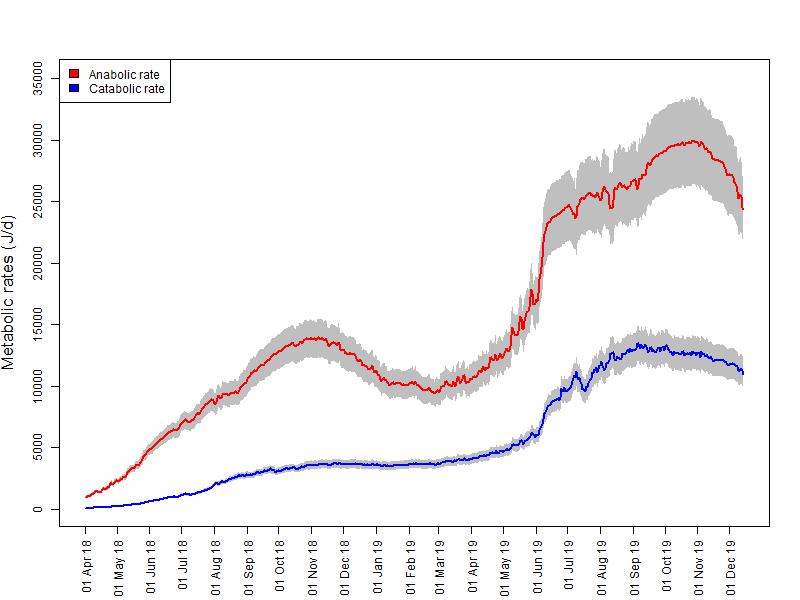 Metabolic rates (J/d)
35000
30000
25000
20000
15000
10000
5000
0
Anabolic rate
Catabolic rate
01 Apr 18
01 May 18
01 Jun 18
01 Jul 18
01 Aug 18
01 Sep 18
01 Oct 18
01 Nov 18
01 Dec 18
01 Jan 19
01 Feb 19
01 Mar 19
01 Apr 19
01 May 19
01 Jun 19
01 Jul 19
01 Aug 19
01 Sep 19
01 Oct 19
01 Nov 19
01 Dec 19